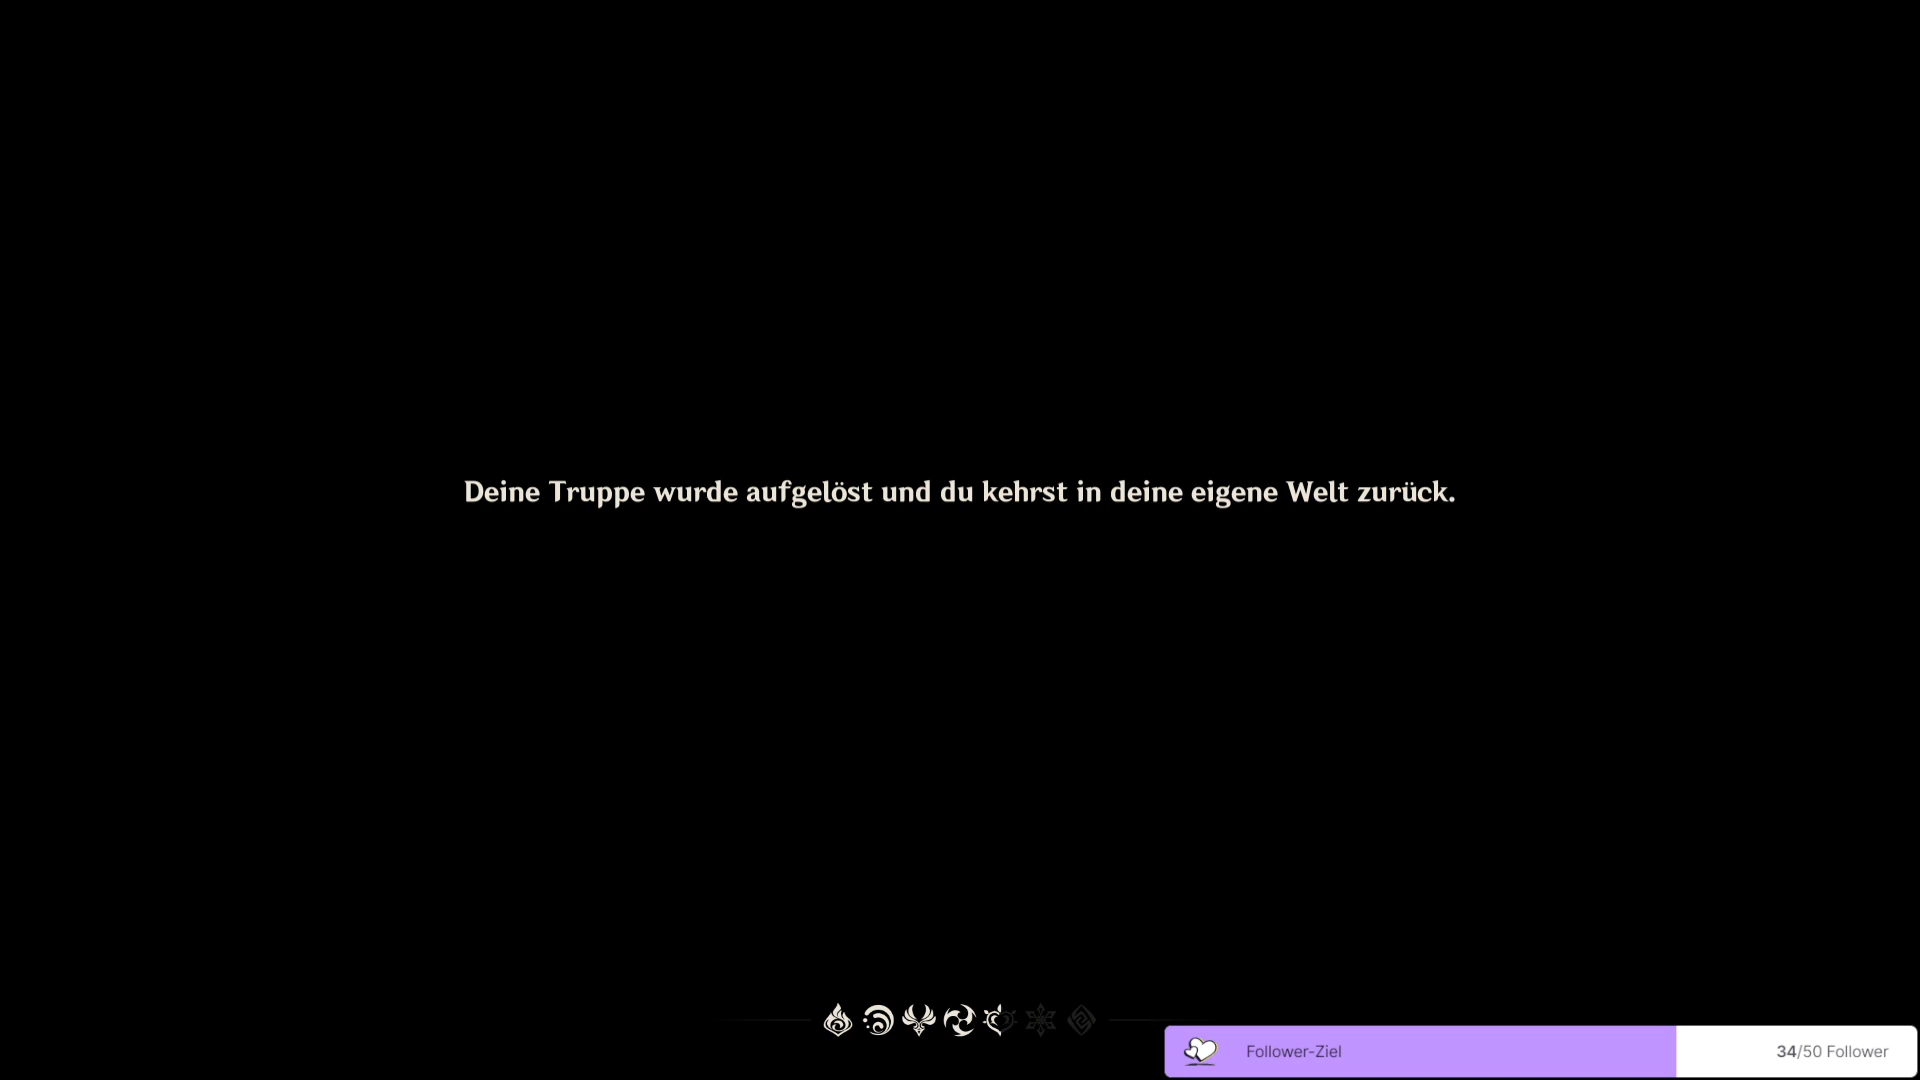 Deine Truppe wurde aufgelöst und du kehrst in deine eigene Welt zurück.
Follower-Ziel
34/50 Follower